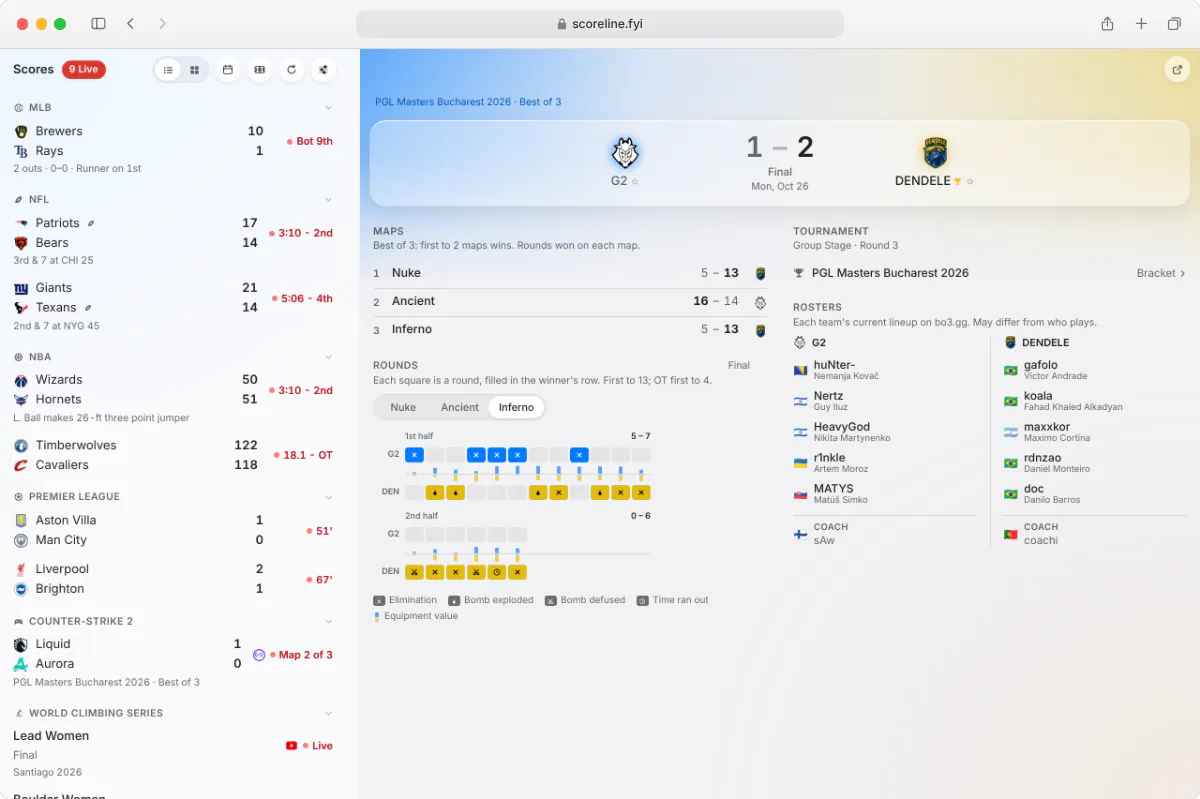 scoreline.fyi
Scores 9 Live
MLB
Brewers 10
Rays 1
Bot 9th
2 outs · 0–0 · Runner on 1st
NFL
Patriots 17
Bears 14
3:10 - 2nd
3rd & 7 at CHI 25
Giants 21
Texans 14
5:06 - 4th
2nd & 7 at NYG 45
NBA
Wizards 50
Hornets 51
3:10 - 2nd
L. Ball makes 26-ft three point jumper
Timberwolves 122
Cavaliers 118
18.1 - OT
PREMIER LEAGUE
Aston Villa 1
Man City 0
51'
Liverpool 2
Brighton 1
67'
COUNTER-STRIKE 2
Liquid 1
Aurora 0
Map 2 of 3
PGL Masters Bucharest 2026 · Best of 3
WORLD CLIMBING SERIES
Lead Women
Final
Santiago 2026
Live
Boulder Women
PGL Masters Bucharest 2026 · Best of 3
G2
1 – 2
Final
Mon, Oct 26
DENDELE
MAPS
Best of 3: first to 2 maps wins. Rounds won on each map.
1 Nuke 5 – 13
2 Ancient 16 – 14
3 Inferno 5 – 13
ROUNDS Final
Each square is a round, filled in the winner's row. First to 13; OT first to 4.
Nuke Ancient Inferno
1st half 5 – 7
G2
DEN
2nd half 0 – 6
G2
DEN
Elimination Bomb exploded Bomb defused Time ran out
Equipment value
TOURNAMENT
Group Stage · Round 3
PGL Masters Bucharest 2026 Bracket
ROSTERS
Each team's current lineup on bo3.gg. May differ from who plays.
G2
huNter-
Nemanja Kovač
Nertz
Guy Iluz
HeavyGod
Nikita Martynenko
r1nkle
Artem Moroz
MATYS
Matúš Simko
COACH
sAw
DENDELE
gafolo
Victor Andrade
koala
Fahad Khaled Alkadyan
maxxkor
Maximo Cortina
rdnzao
Daniel Monteiro
doc
Danilo Barros
COACH
coachi